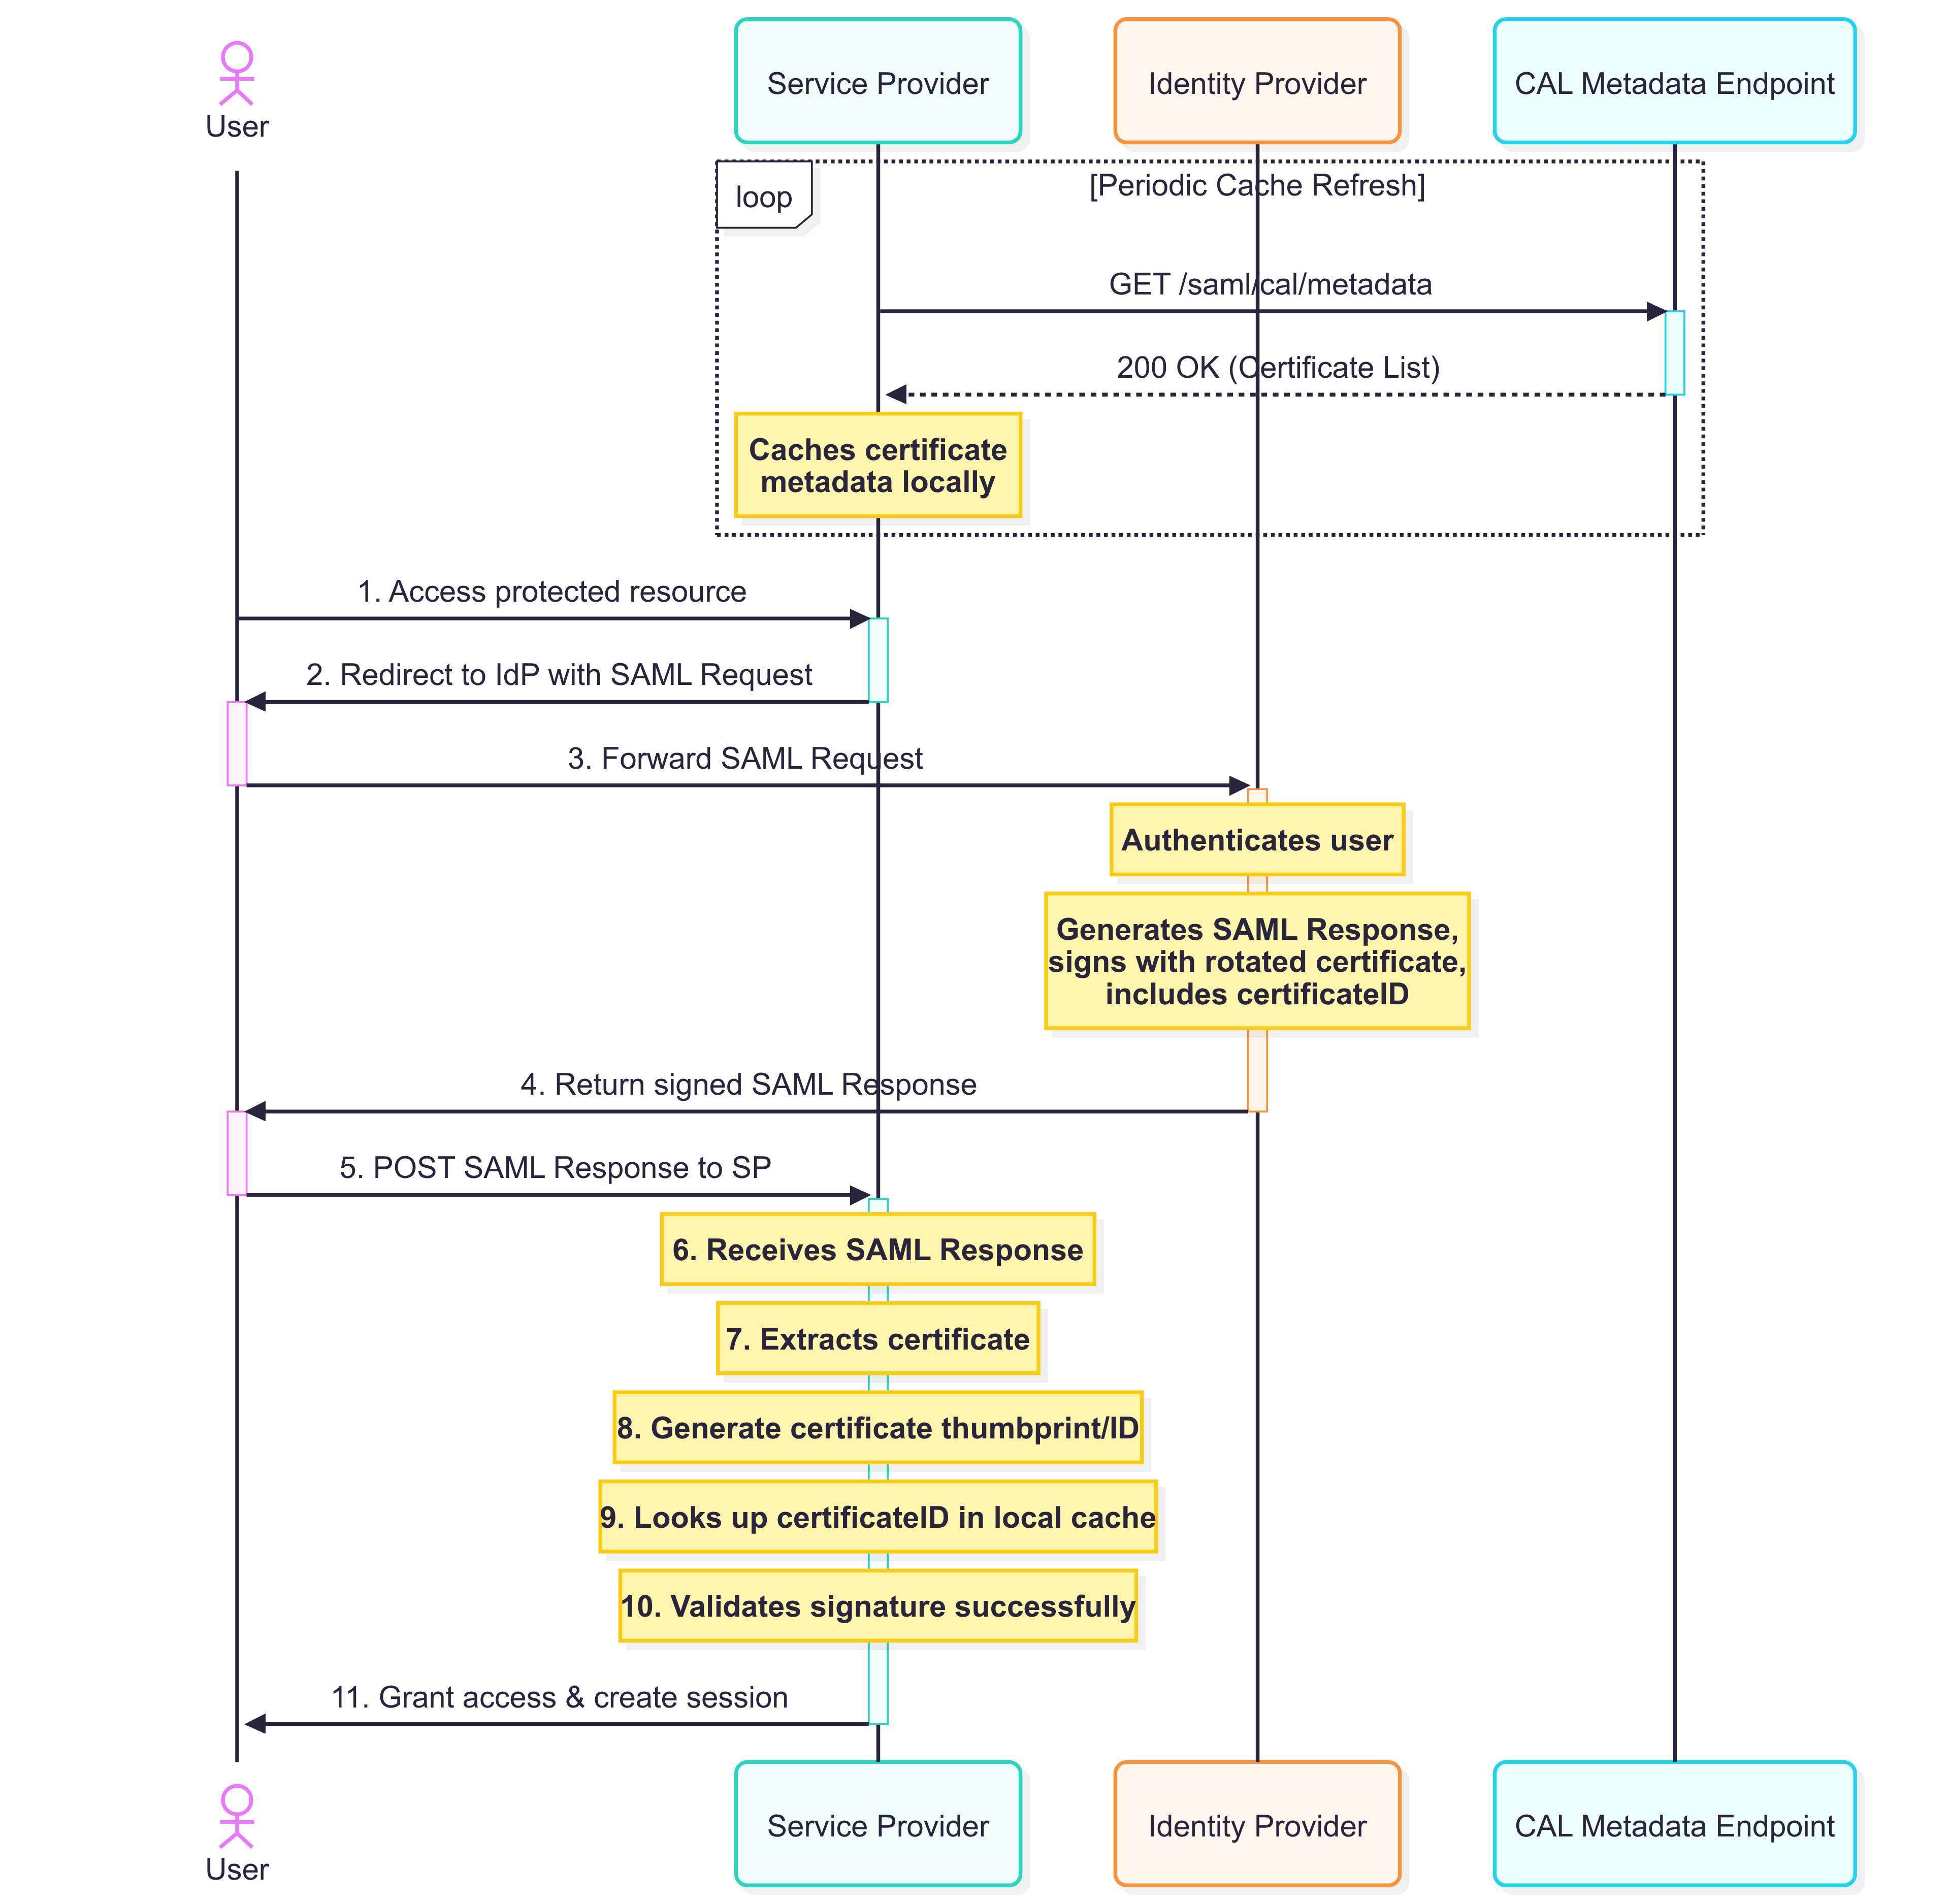 User
Service Provider
Identity Provider
CAL Metadata Endpoint
loop
[Periodic Cache Refresh]
GET /saml/cal/metadata
200 OK (Certificate List)
Caches certificate
metadata locally
1. Access protected resource
2. Redirect to IdP with SAML Request
3. Forward SAML Request
Authenticates user
Generates SAML Response,
signs with rotated certificate,
includes certificateID
4. Return signed SAML Response
5. POST SAML Response to SP
6. Receives SAML Response
7. Extracts certificate
8. Generate certificate thumbprint/ID
9. Looks up certificateID in local cache
10. Validates signature successfully
11. Grant access & create session
User
Service Provider
Identity Provider
CAL Metadata Endpoint